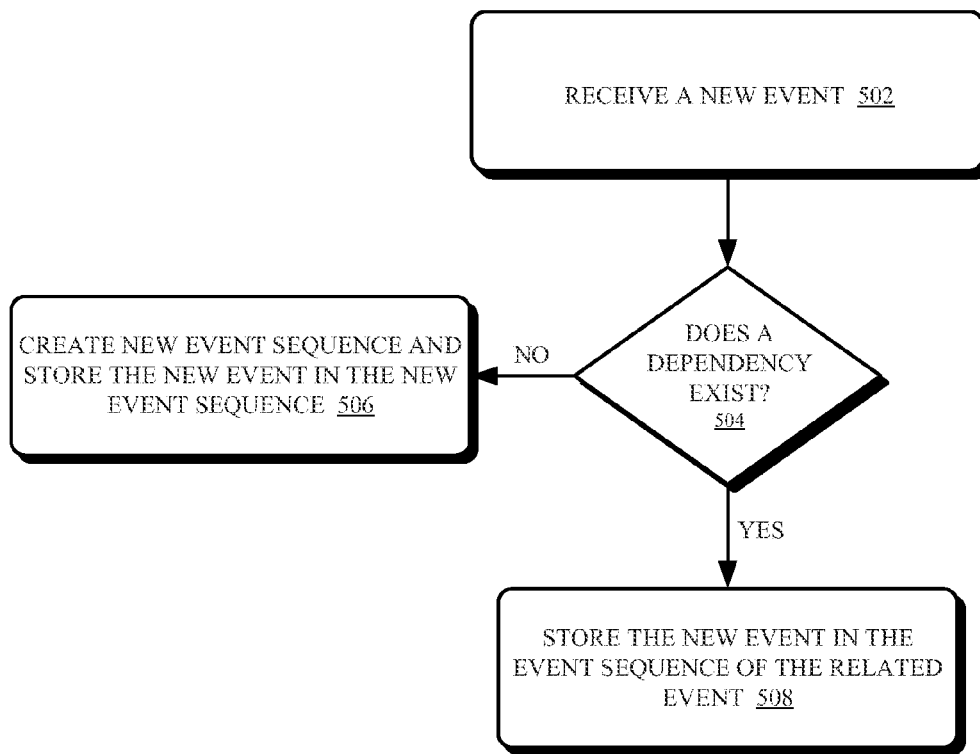 RECEIVE A NEW EVENT 502
DOES A
DEPENDENCY
EXIST?
504
NO
CREATE NEW EVENT SEQUENCE AND
STORE THE NEW EVENT IN THE NEW
EVENT SEQUENCE 506
YES
STORE THE NEW EVENT IN THE
EVENT SEQUENCE OF THE RELATED
EVENT 508